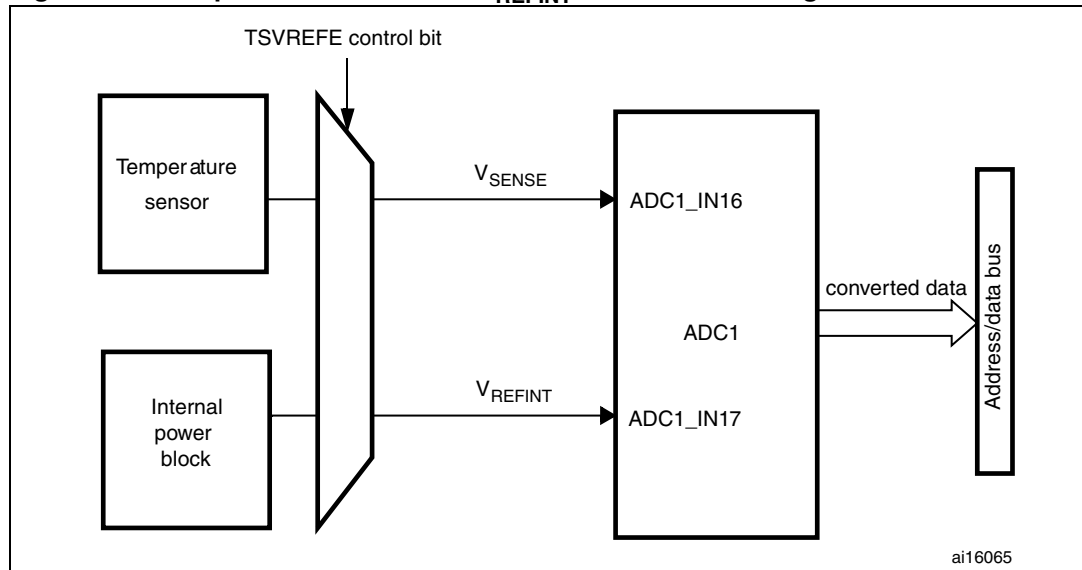 REFINT
TSVREFE control bit
Temperature
sensor
VSENSE
ADC1_IN16
converted data
Address/data bus
ADC1
VREFINT
ADC1_IN17
Internal
power
block
ai16065